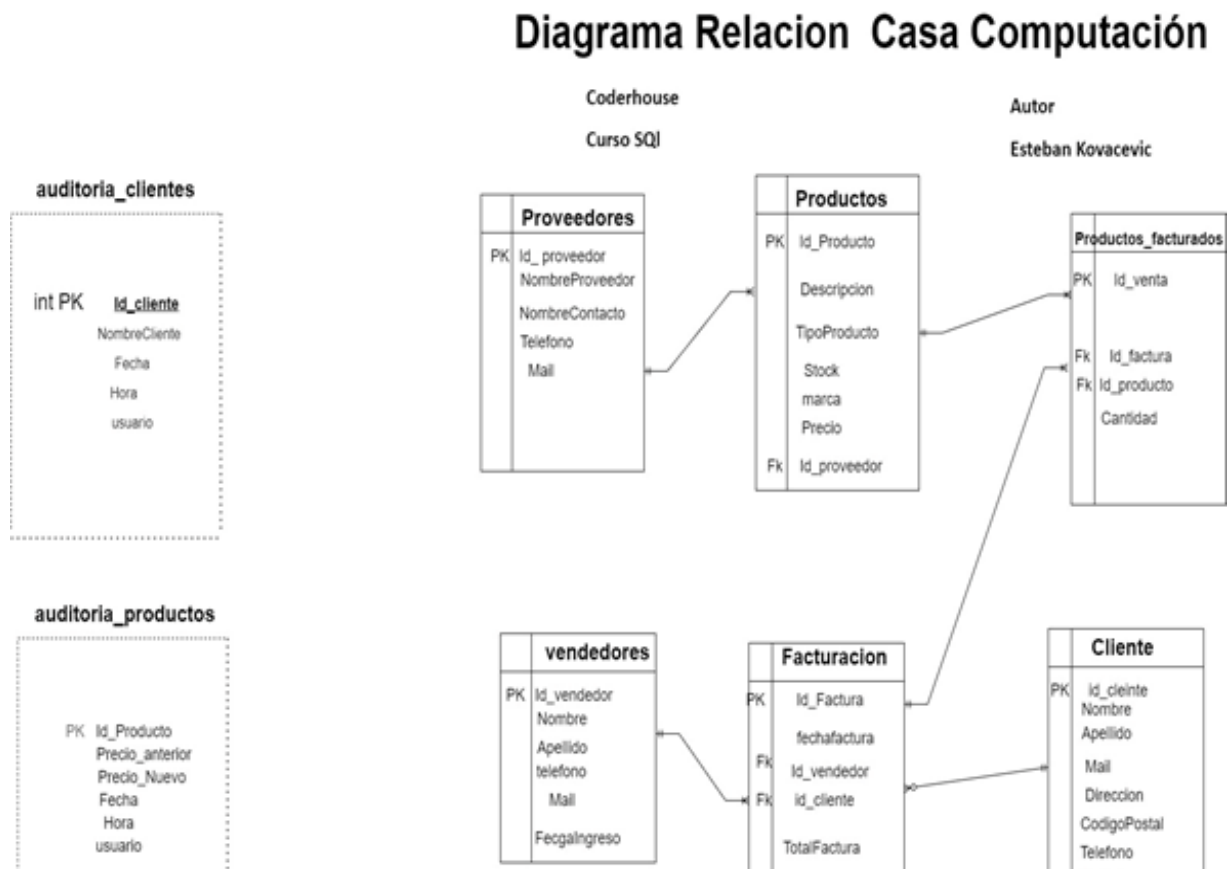 Diagrama Relacion Casa Computación
Coderhouse
Curso SQl
Autor
Esteban Kovacevic
auditoria_clientes
int PK Id_cliente
NombreCliente
Fecha
Hora
usuario
Proveedores
PK Id_ proveedor
NombreProveedor
NombreContacto
Telefono
Mail
Productos
PK Id_Producto
Descripcion
TipoProducto
Stock
marca
Precio
Fk Id_proveedor
Productos_facturados
PK Id_venta
Fk Id_factura
Fk Id_producto
Cantidad
auditoria_productos
PK Id_Producto
Precio_anterior
Precio_Nuevo
Fecha
Hora
usuario
vendedores
PK Id_vendedor
Nombre
Apellido
telefono
Mail
FecgaIngreso
Facturacion
PK Id_Factura
fechafactura
Fk Id_vendedor
Fk id_cliente
TotalFactura
Cliente
PK id_cleinte
Nombre
Apellido
Mail
Direccion
CodigoPostal
Telefono